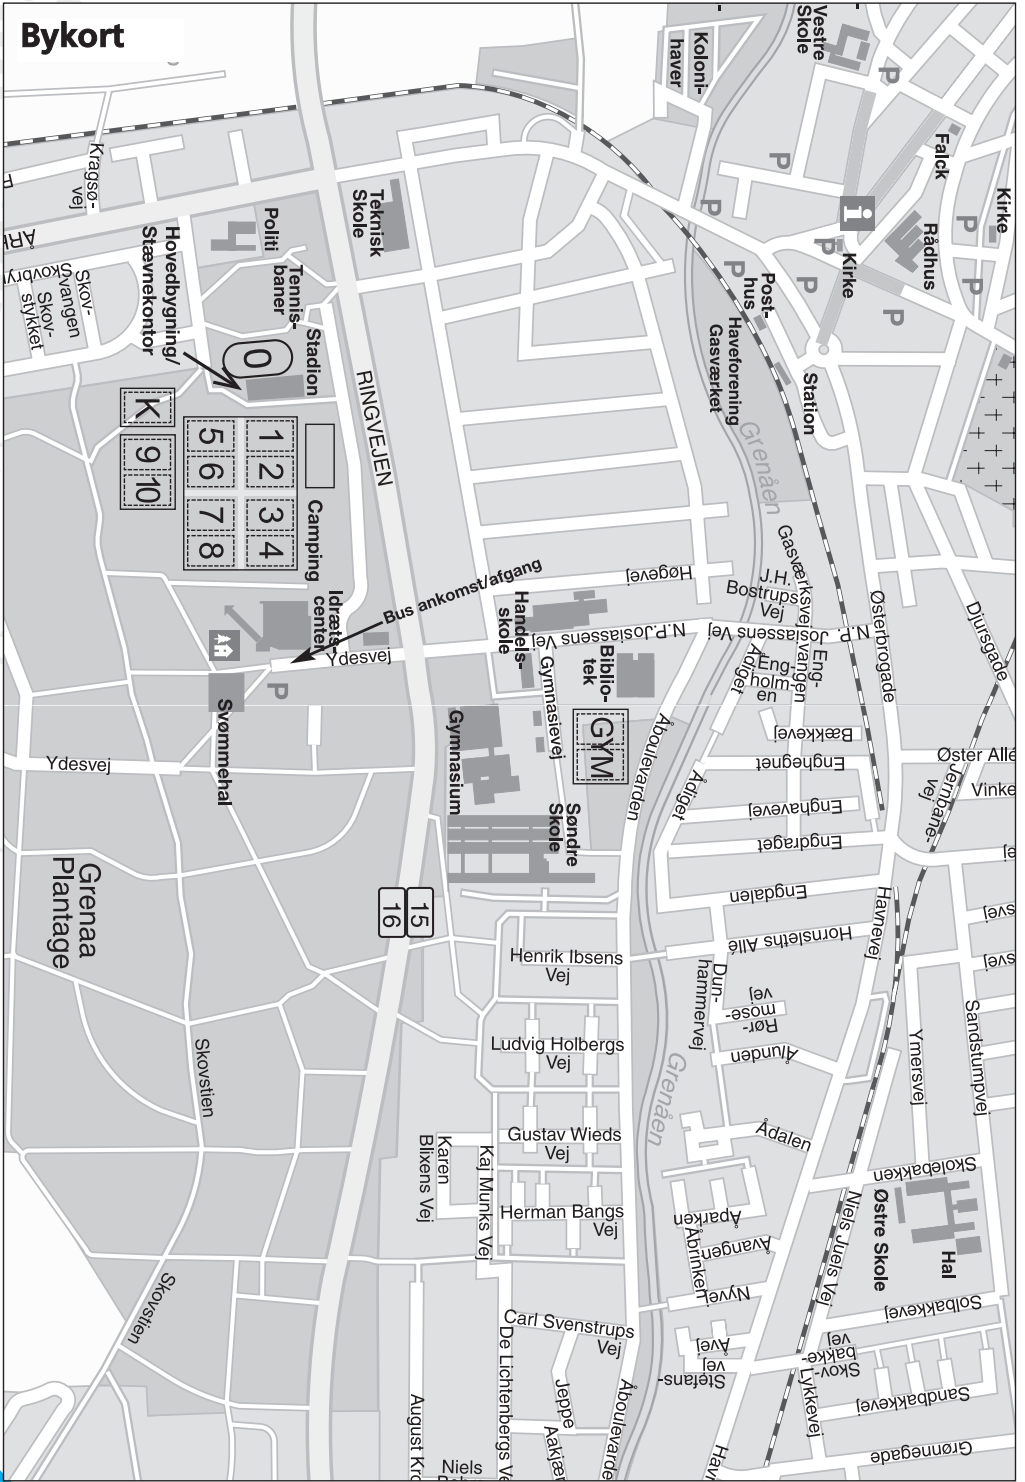 Bykort
Vestre
Skole
Koloni-
haver
P
Falck
Kirke
P
P
P
Rådhus
P
Kirke
P
P
P
P
Post-
hus
Haveforening
Gasværket
Station
Kragsø-
vej
Teknisk
Skole
Politi
Hovedbygning/
Stævnekontor
Tennis-
baner
Stadion
0
Skov-
svangen
Skov-
stykket
RINGVEJEN
K
9
10
5
6
7
8
1
2
3
4
Camping
Grenåen
Gasværksvej
J.H.
Bostrups
Vej
Høgevej
Bus ankomst/afgang
Idræts-
center
Ydesvej
Handels-
skole
N.P.Josiassens Vej
N.P. Josiassens Vej
Østerbrogade
Djursgade
P
Svømmehal
Ydesvej
Gymnasievej
Biblio-
tek
GYM
Gymnasium
Søndre
Skole
Ådiget
Eng-
holm-
en
Eng-
vangen
Åboulevarden
Ådiget
Bækkevej
Enghegnet
Enghavevej
Engdraget
Engdalen
Hornsleths Allé
Øster Allé
Jernbane-
vej
Havnevej
Grenaa
Plantage
15
16
Henrik Ibsens
Vej
Ludvig Holbergs
Vej
Gustav Wieds
Vej
Herman Bangs
Vej
Karen
Blixens Vej
Kaj Munks Vej
Carl Svenstrups
Vej
De Lichtenbergs
Jeppe
Niels
August
Åboulevarde
Skovstien
Skovstien
Grenåen
Dun-
hammervej
Rør-
mose-
vej
Ålunden
Ådalen
Åparken
Åbrinken
Åvangen
Nyvej
Åvej
Stefans-
vej
Ymersvej
Sandstumpvej
Skolebakken
Østre Skole
Hal
Niels Juels Vej
Solbakkevej
Skov-
bakke-
vej
Lykkevej
Sandbakkevej
Grønnegade